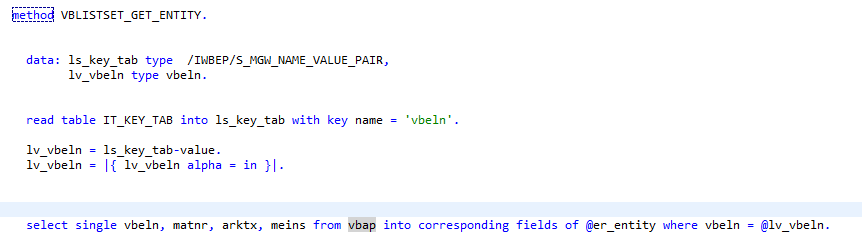 method VBLISTSET_GET_ENTITY.
data: ls_key_tab type /IWBEP/S_MGW_NAME_VALUE_PAIR,
lv_vbeln type vbeln.
read table IT_KEY_TAB into ls_key_tab with key name = 'vbeln'.
lv_vbeln = ls_key_tab-value.
lv_vbeln = |{ lv_vbeln alpha = in }|.
select single vbeln, matnr, arktx, meins from vbap into corresponding fields of @er_entity where vbeln = @lv_vbeln.